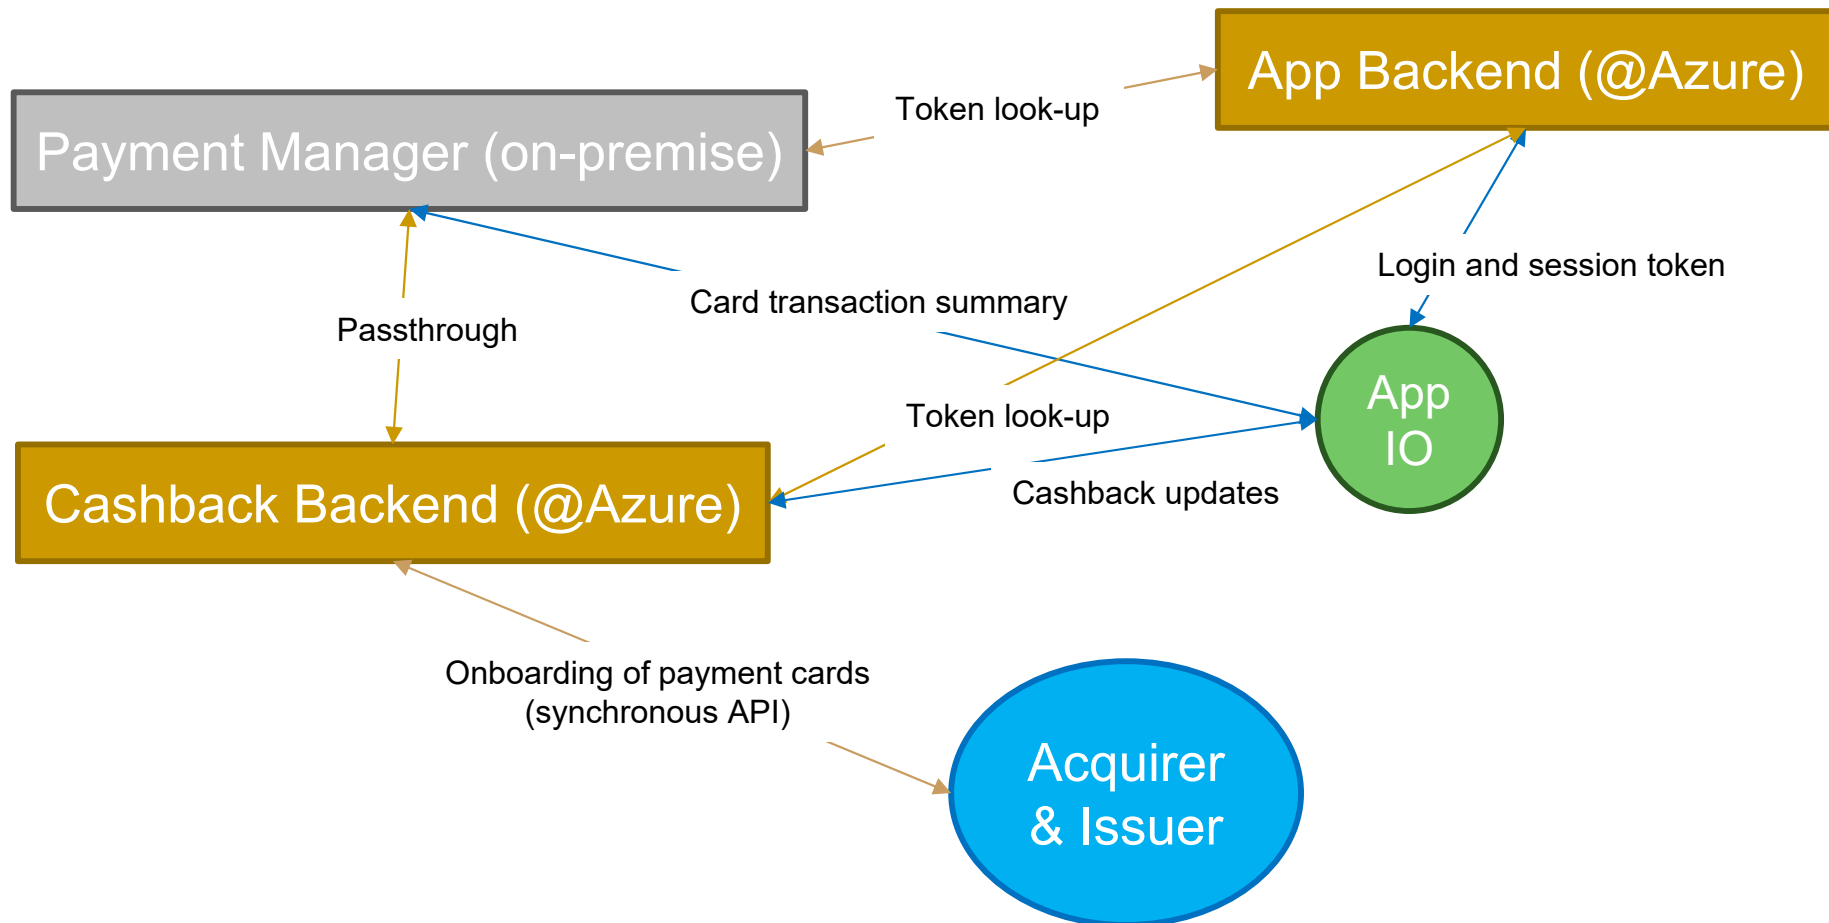 App Backend (@Azure)
Token look-up
Payment Manager (on-premise)
Login and session token
Card transaction summary
Passthrough
App
IO
Token look-up
Cashback updates
Cashback Backend (@Azure)
Onboarding of payment cards
(synchronous API)
Acquirer
& Issuer